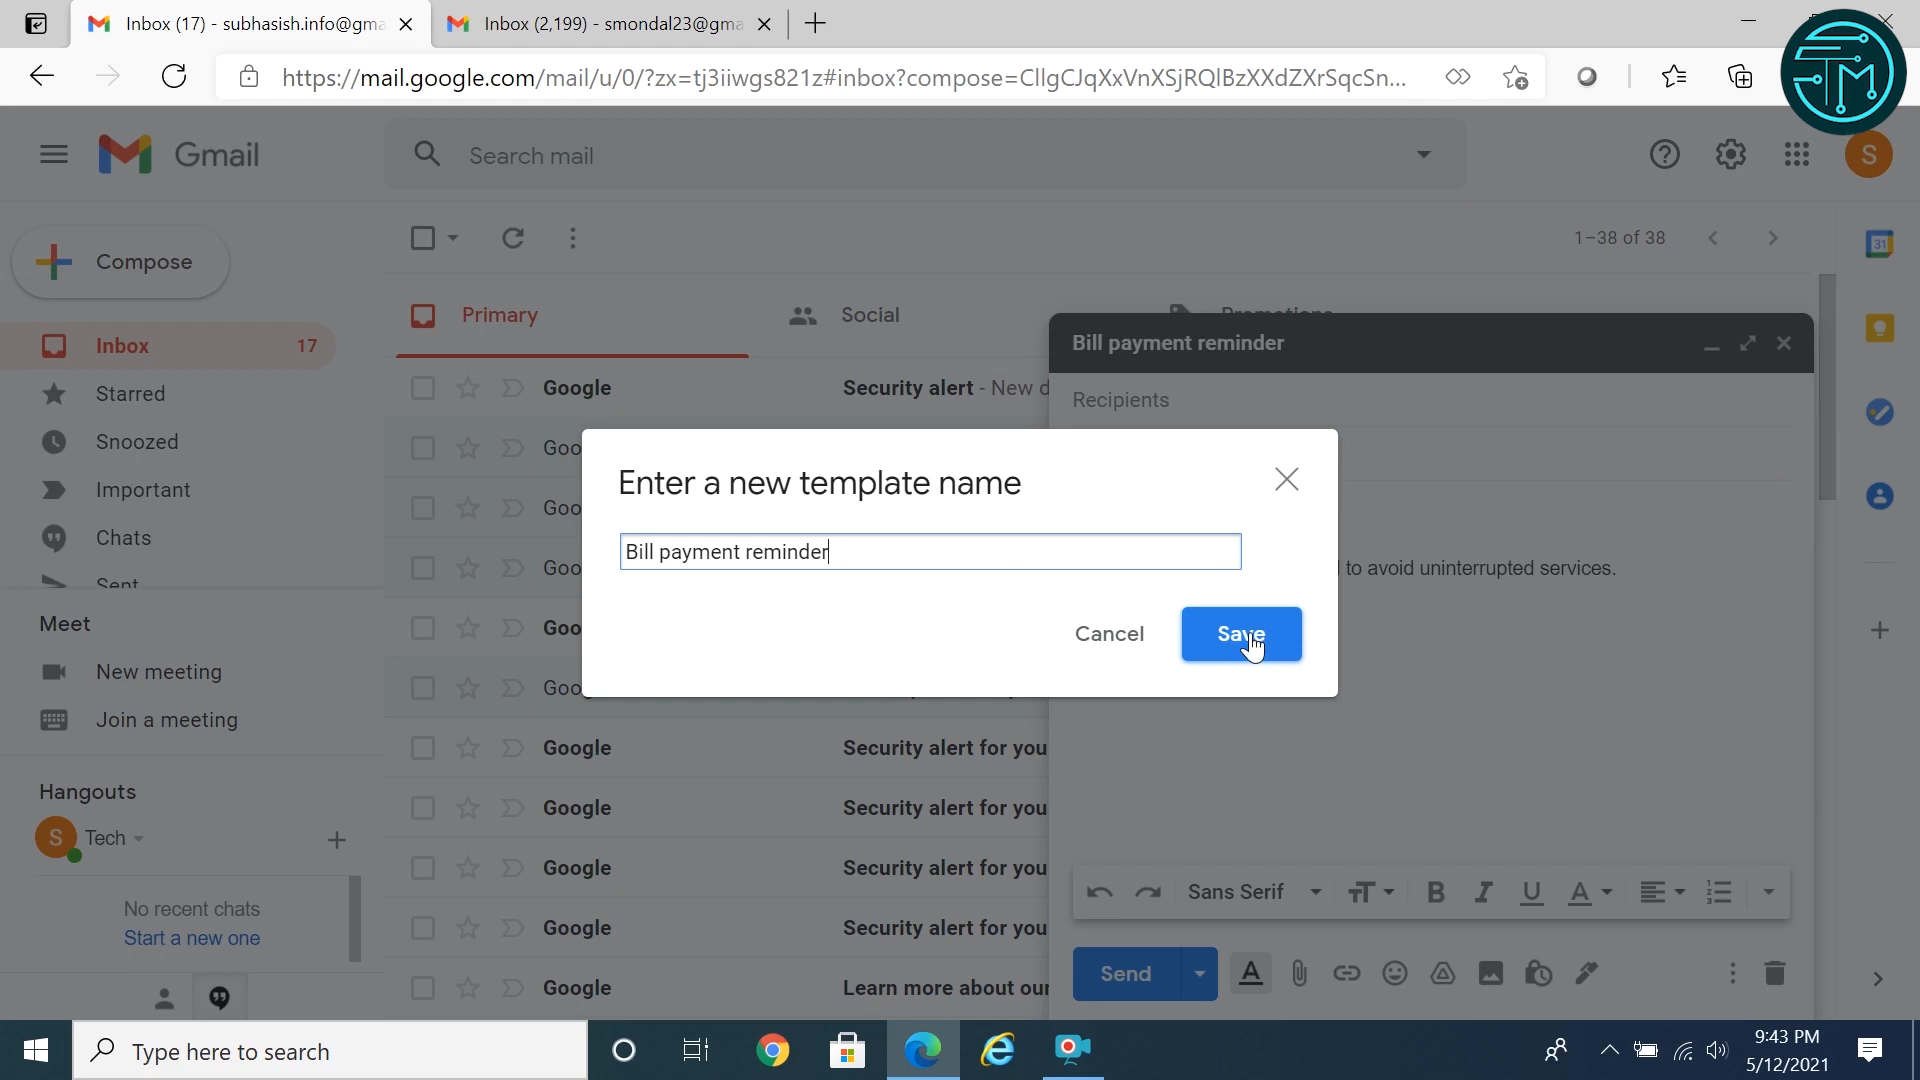 Inbox (17) - subhasish.info@gma
Inbox (2,199) - smondal23@gma
https://mail.google.com/mail/u/0/?zx=tj3iiwgs821z#inbox?compose=CllgCJqXxVnXSjRQlBzXXdZXrSqcSn...
TM
Gmail
Search mail
S
Compose
1–38 of 38
31
Primary
Social
Promotions
Inbox 17
Starred
Snoozed
Important
Chats
Sent
Meet
New meeting
Join a meeting
Hangouts
S Tech
No recent chats
Start a new one
Google Security alert - New d
Goo
Goo
Goo
Goo
Goo
Google Security alert for you
Google Security alert for you
Google Security alert for you
Google Security alert for you
Google Learn more about our
Bill payment reminder
Recipients
to avoid uninterrupted services.
Enter a new template name
Bill payment reminder
Cancel
Save
Sans Serif
Send
Type here to search
9:43 PM
5/12/2021